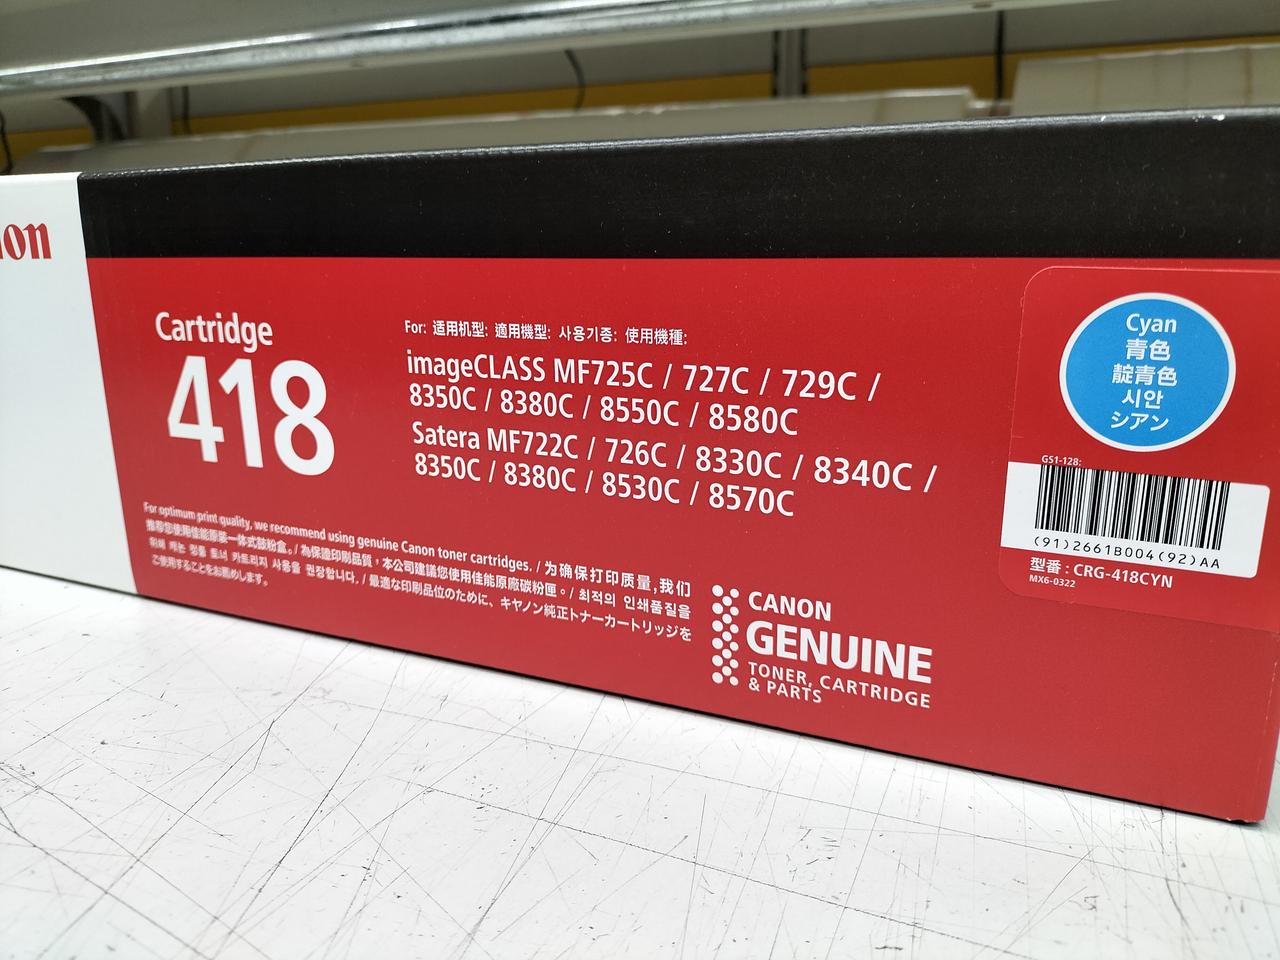 on
Cartridge
418
For: 适用机型: 適用機型: 사용기종: 使用機種:
imageCLASS MF725C / 727C / 729C /
8350C / 8380C / 8550C / 8580C
Satera MF722C / 726C / 8330C / 8340C /
8350C / 8380C / 8530C / 8570C
For optimum print quality, we recommend using genuine Canon toner cartridges. / 为确保打印质量,我们
推荐您使用佳能原装一体式鼓粉盒。/ 為保證印刷品質,本公司建議您使用佳能原廠碳粉匣。/ 최적의 인쇄품질을
위해 캐논 정품 토너 카트리지 사용을 권장합니다. / 最適な印刷品位のために、キヤノン純正トナーカートリッジを
ご使用することをお薦めします。
CANON
GENUINE
TONER, CARTRIDGE
& PARTS
Cyan
青色
靛青色
시안
シアン
GS1-128:
(91)2661B004(92)AA
型番 : CRG-418CYN
MX6-0322